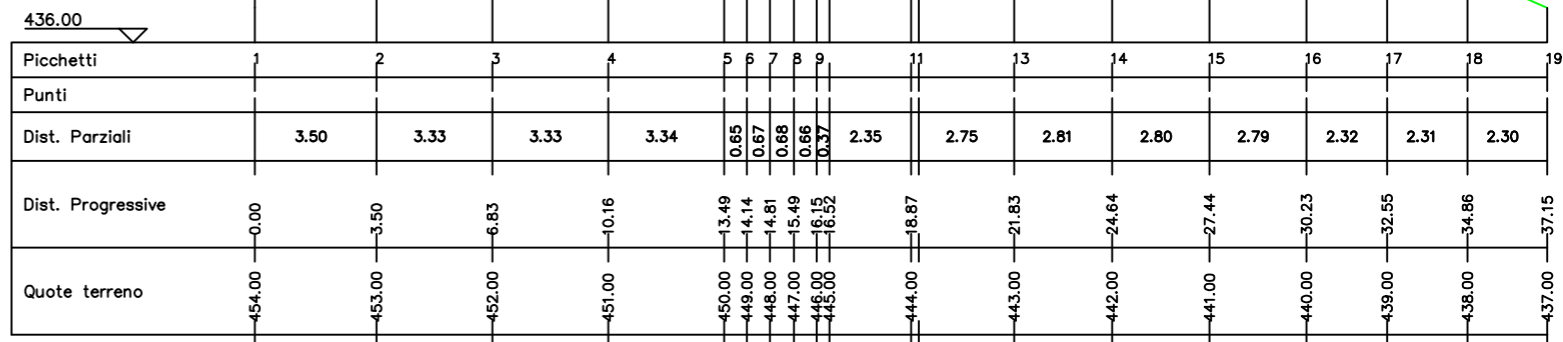 436.00
Picchetti 1 2 3 4 5 6 7 8 9 11 13 14 15 16 17 18 19
Punti
Dist. Parziali 3.50 3.33 3.33 3.34 0.65 0.67 0.68 0.66 0.37 2.35 2.75 2.81 2.80 2.79 2.32 2.31 2.30
Dist. Progressive 0.00 3.50 6.83 10.16 13.49 14.14 14.81 15.49 16.15 16.52 18.87 21.83 24.64 27.44 30.23 32.55 34.86 37.15
Quote terreno 454.00 453.00 452.00 451.00 450.00 449.00 448.00 447.00 446.00 445.00 444.00 443.00 442.00 441.00 440.00 439.00 438.00 437.00